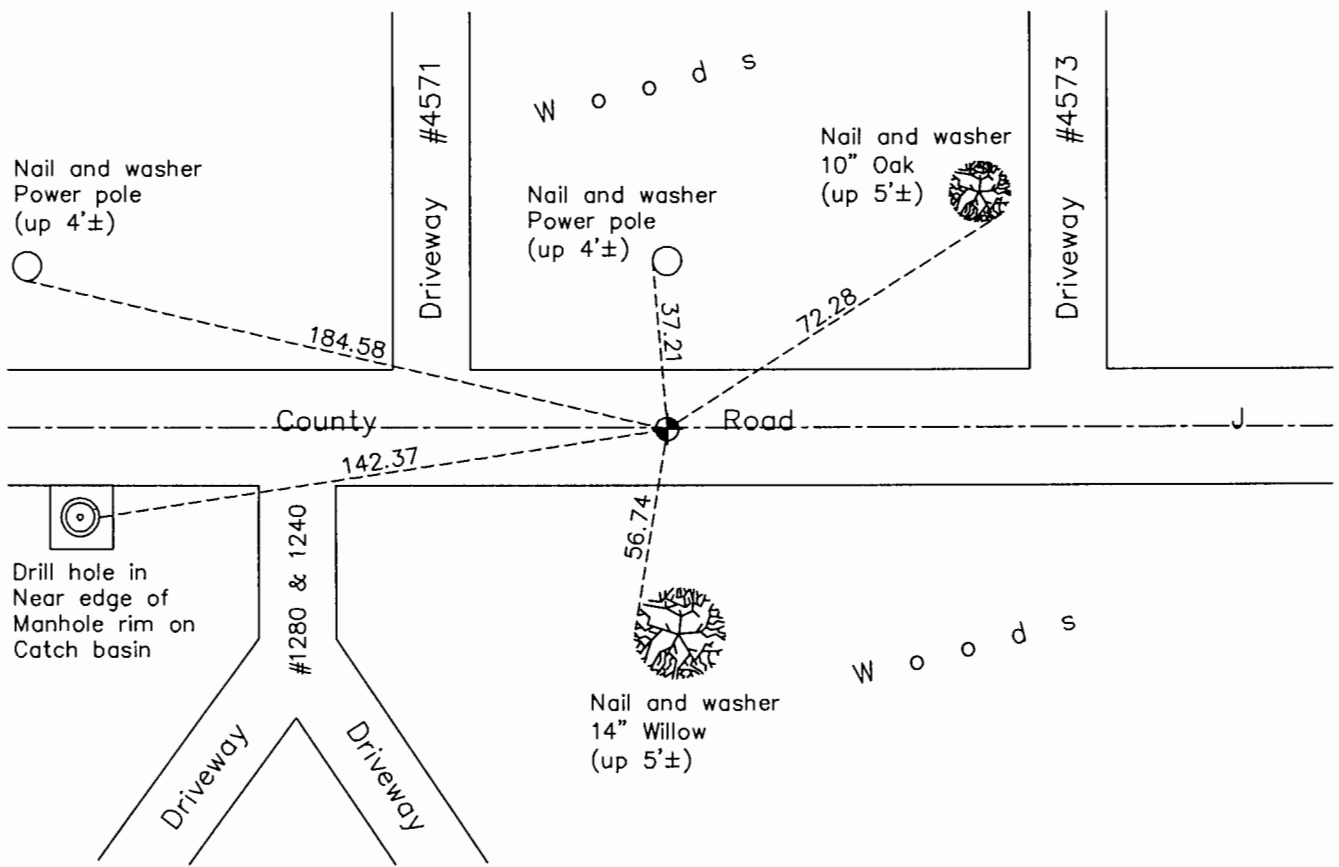 Woods
#4571
Driveway
#4573
Driveway
Nail and washer
10” Oak
(up 5'±)
Nail and washer
Power pole
(up 4'±)
Nail and washer
Power pole
(up 4'±)
184.58
37.21
72.28
County Road J
142.37
56.74
#1280 & 1240
Drill hole in
Near edge of
Manhole rim on
Catch basin
Woods
Nail and washer
14” Willow
(up 5'±)
Driveway
Driveway